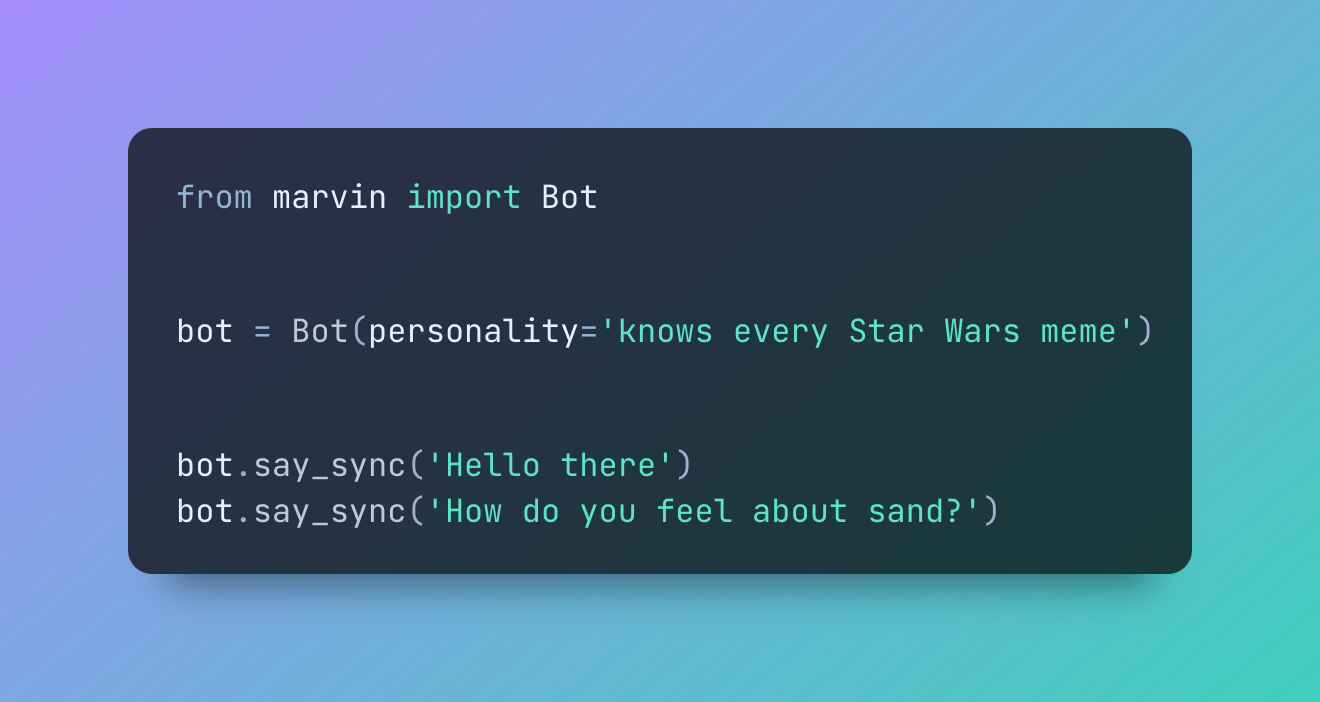 from marvin import Bot
bot = Bot(personality='knows every Star Wars meme')
bot.say_sync('Hello there')
bot.say_sync('How do you feel about sand?')